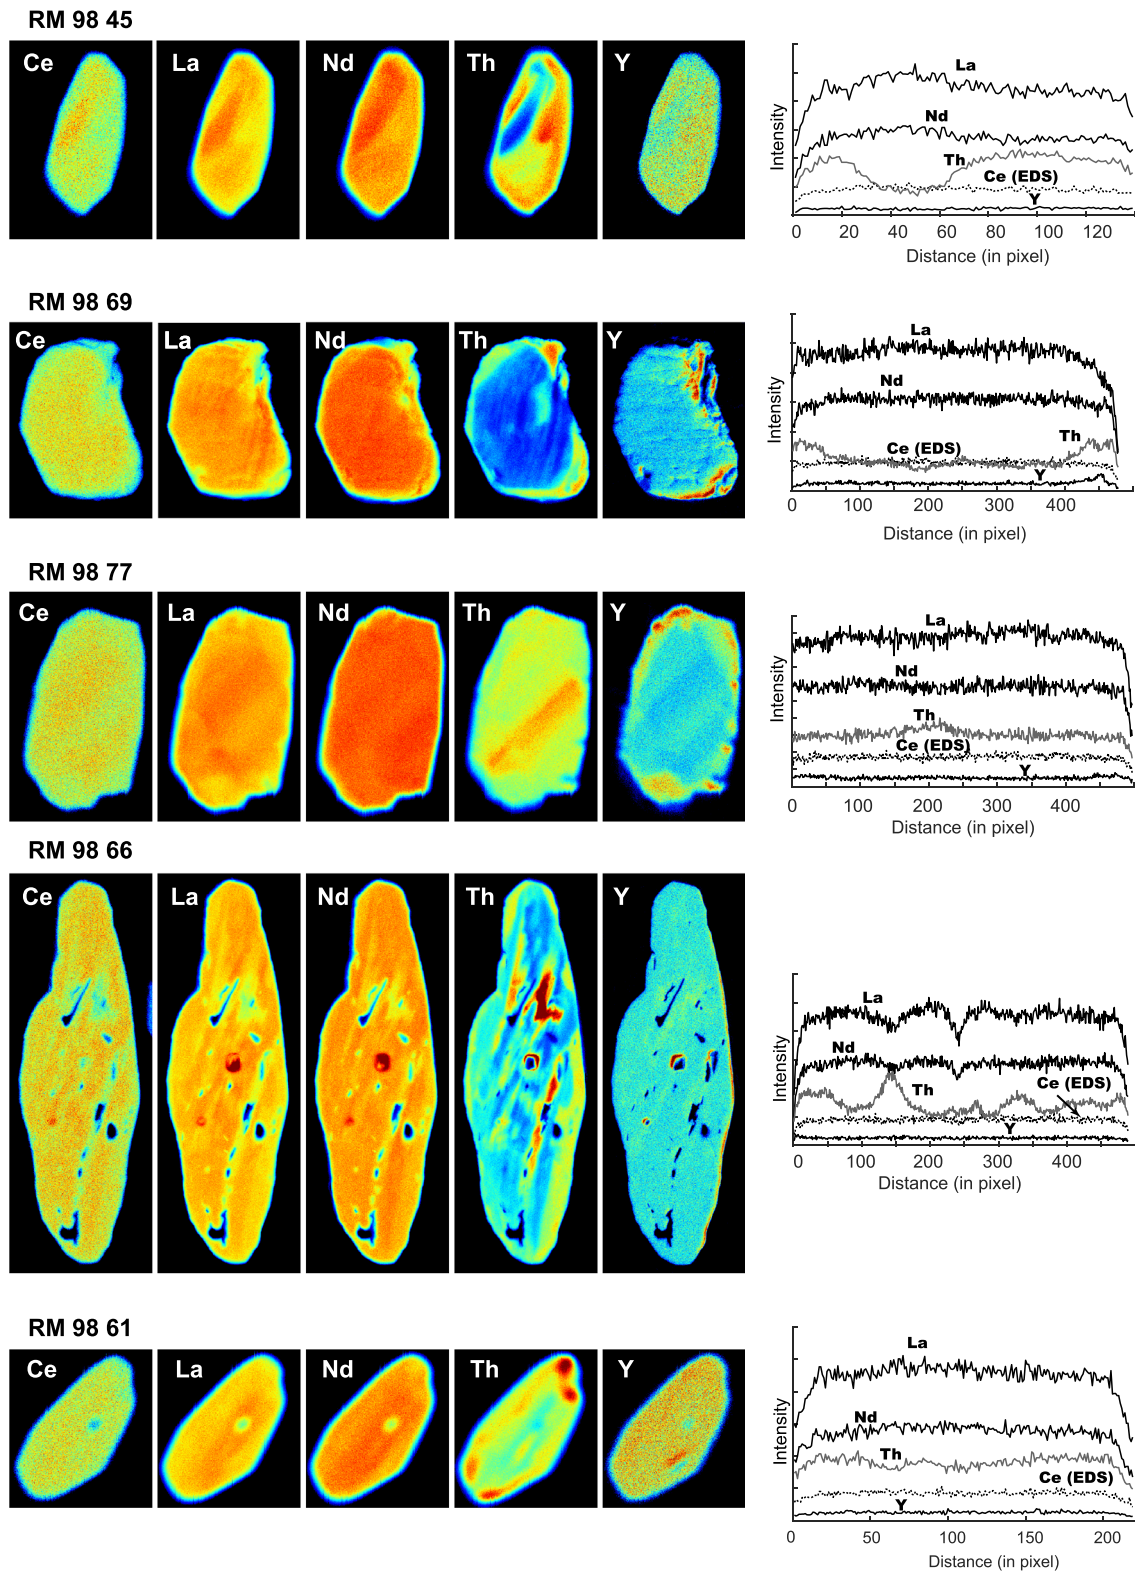 RM 98 45
Ce La Nd Th Y
Intensity
La
Nd
Th
Ce (EDS)
Y
0 20 40 60 80 100 120
Distance (in pixel)
RM 98 69
Ce La Nd Th Y
Intensity
La
Nd
Ce (EDS) Th
Y
0 100 200 300 400
Distance (in pixel)
RM 98 77
Ce La Nd Th Y
Intensity
La
Nd
Th
Ce (EDS)
Y
0 100 200 300 400
Distance (in pixel)
RM 98 66
Ce La Nd Th Y
Intensity
La
Nd
Ce (EDS)
Th
Y
0 100 200 300 400
Distance (in pixel)
RM 98 61
Ce La Nd Th Y
Intensity
La
Nd
Th
Ce (EDS)
Y
0 50 100 150 200
Distance (in pixel)